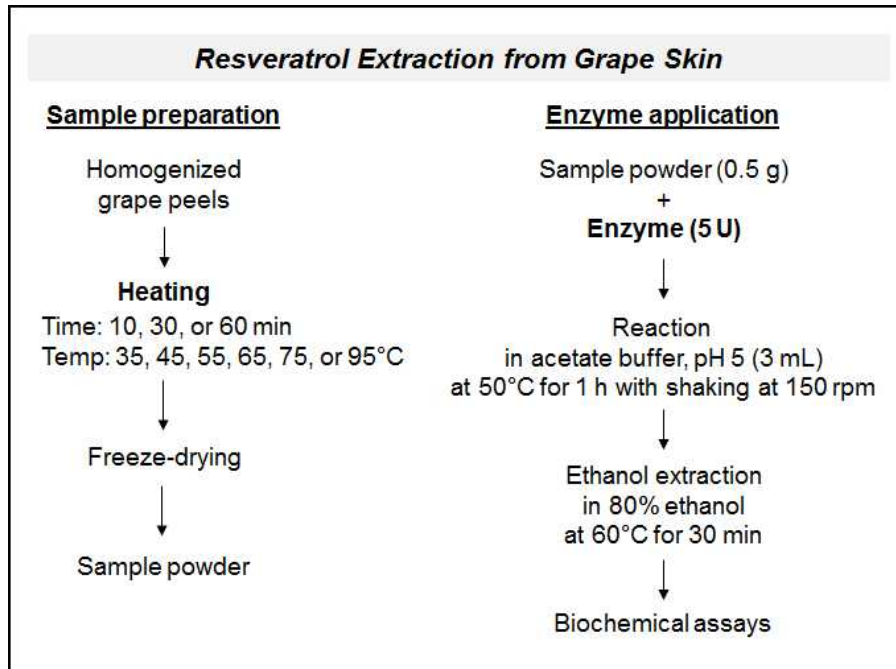 Resveratrol Extraction from Grape Skin
Sample preparation
Homogenized
grape peels
Heating
Time: 10, 30, or 60 min
Temp: 35, 45, 55, 65, 75, or 95°C
Freeze-drying
Sample powder
Enzyme application
Sample powder (0.5 g)
+
Enzyme (5 U)
Reaction
in acetate buffer, pH 5 (3 mL)
at 50°C for 1 h with shaking at 150 rpm
Ethanol extraction
in 80% ethanol
at 60°C for 30 min
Biochemical assays